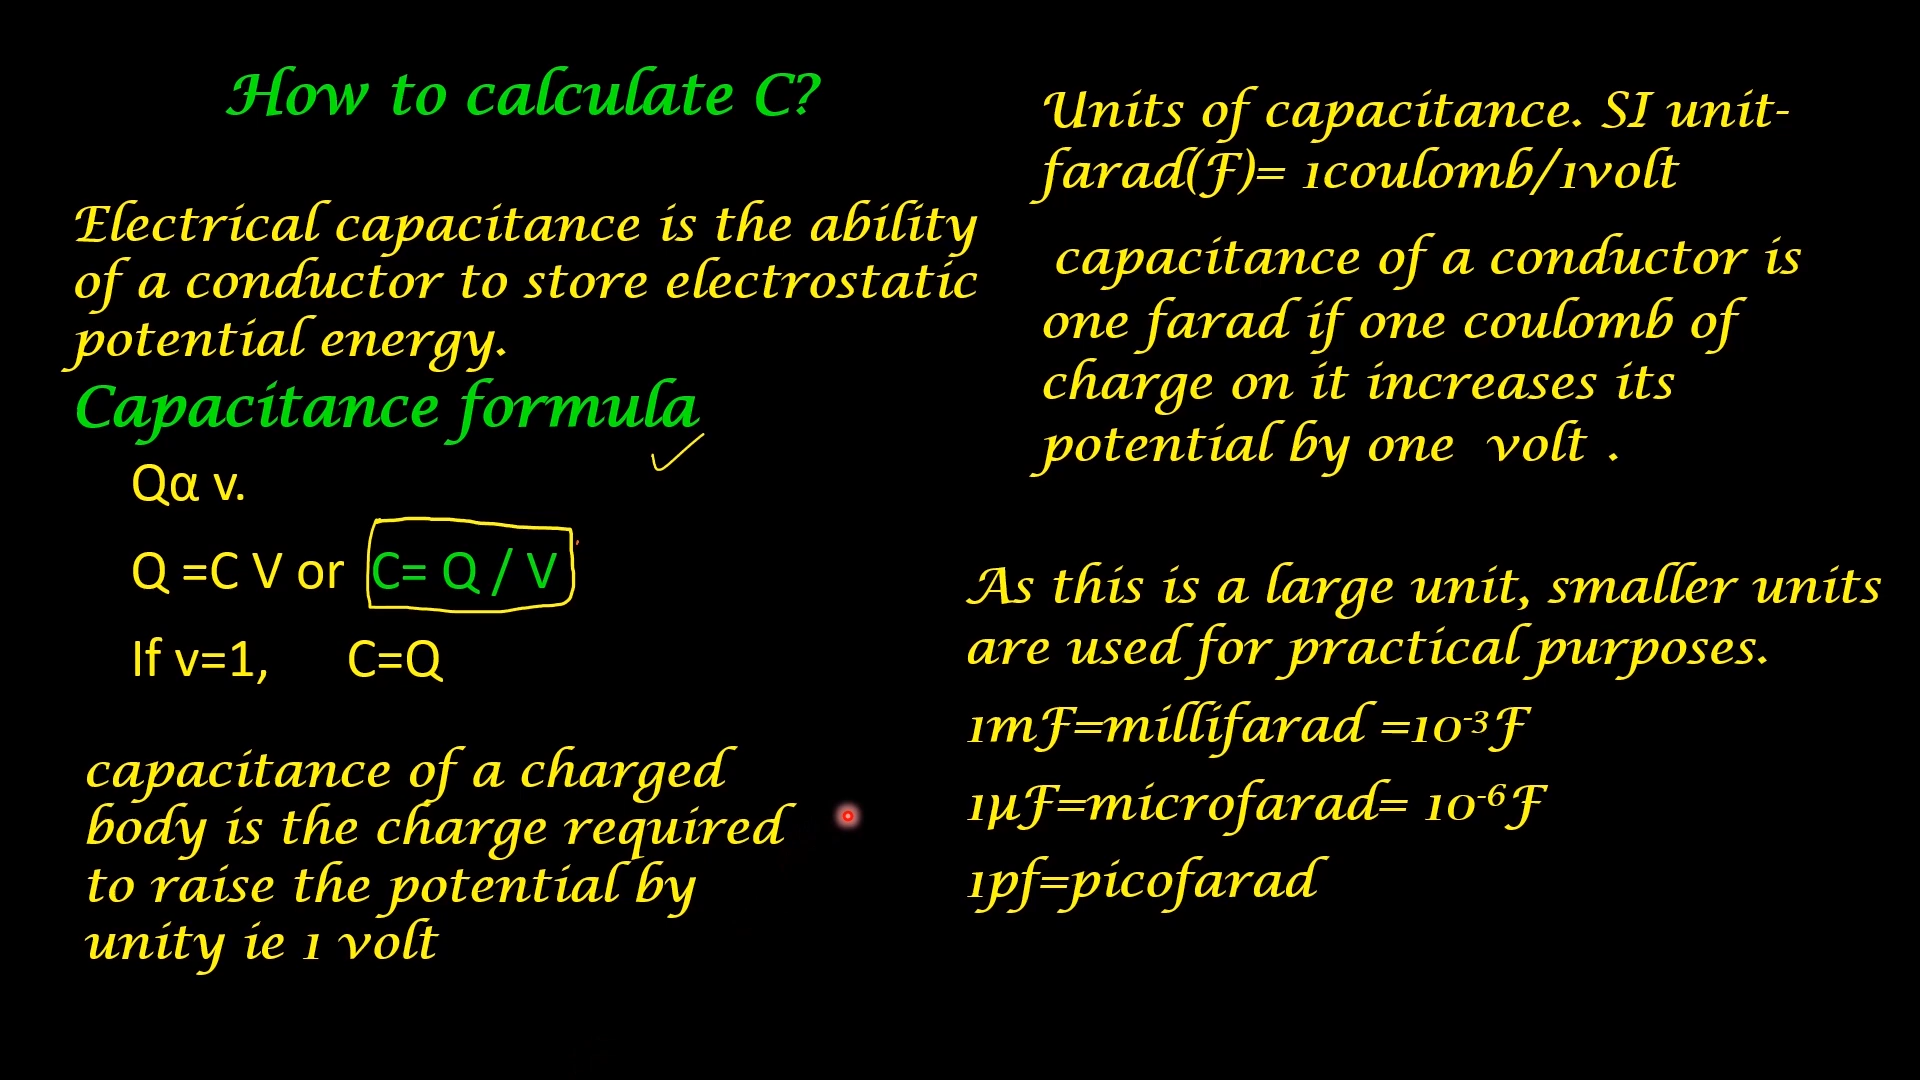 How to calculate C?
Electrical capacitance is the ability
of a conductor to store electrostatic
potential energy.
Capacitance formula
Qα v.
Q =C V or C= Q / V
If v=1, C=Q
capacitance of a charged
body is the charge required
to raise the potential by
unity ie 1 volt
Units of capacitance. SI unit-
farad(F)= 1coulomb/1volt
capacitance of a conductor is
one farad if one coulomb of
charge on it increases its
potential by one volt .
As this is a large unit, smaller units
are used for practical purposes.
1mF=millifarad =10⁻³F
1µF=microfarad= 10⁻⁶F
1pf=picofarad